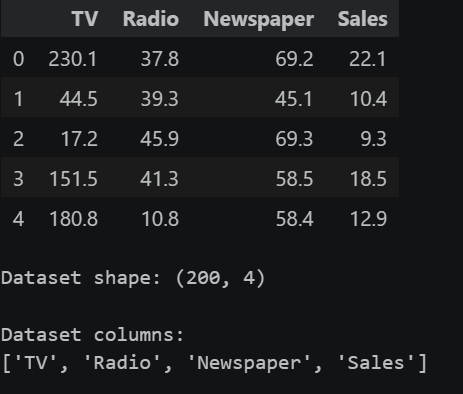 TV Radio Newspaper Sales
0 230.1 37.8 69.2 22.1
1 44.5 39.3 45.1 10.4
2 17.2 45.9 69.3 9.3
3 151.5 41.3 58.5 18.5
4 180.8 10.8 58.4 12.9
Dataset shape: (200, 4)
Dataset columns:
['TV', 'Radio', 'Newspaper', 'Sales']